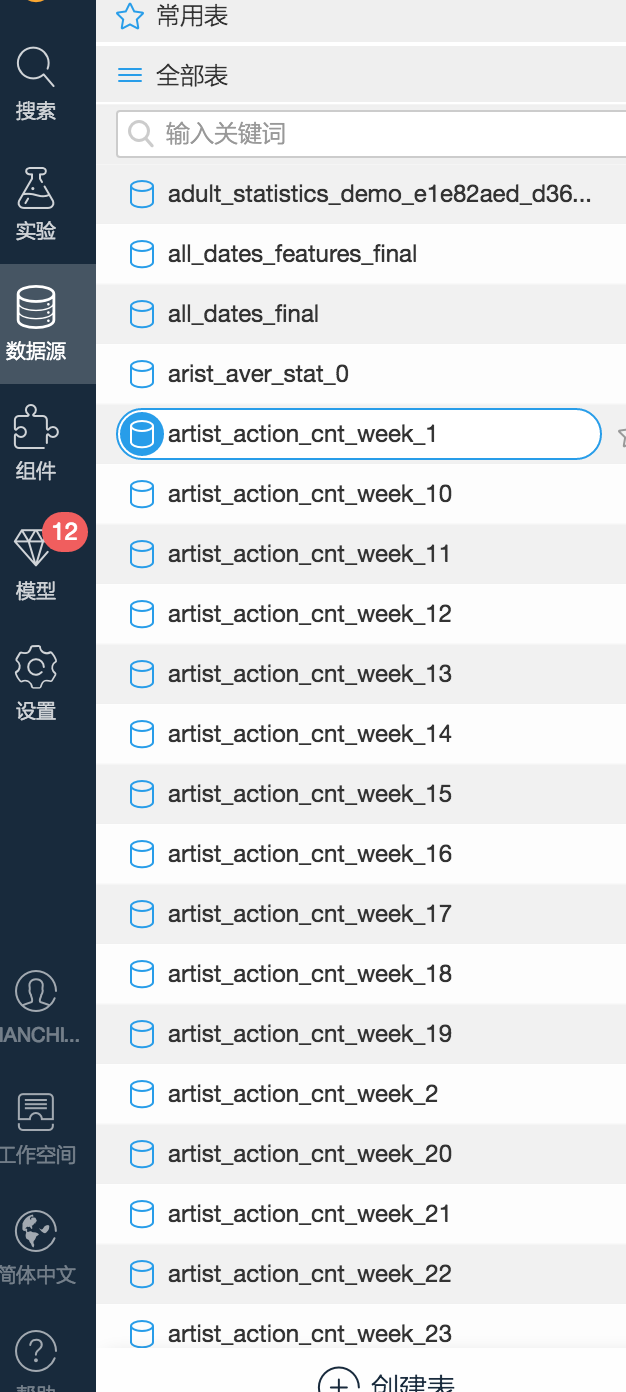 搜索
实验
数据源
组件
12
模型
设置
IANCHI...
工作空间
简体中文
帮助
常用表
全部表
输入关键词
adult_statistics_demo_e1e82aed_d36...
all_dates_features_final
all_dates_final
arist_aver_stat_0
artist_action_cnt_week_1
artist_action_cnt_week_10
artist_action_cnt_week_11
artist_action_cnt_week_12
artist_action_cnt_week_13
artist_action_cnt_week_14
artist_action_cnt_week_15
artist_action_cnt_week_16
artist_action_cnt_week_17
artist_action_cnt_week_18
artist_action_cnt_week_19
artist_action_cnt_week_2
artist_action_cnt_week_20
artist_action_cnt_week_21
artist_action_cnt_week_22
artist_action_cnt_week_23
创建表